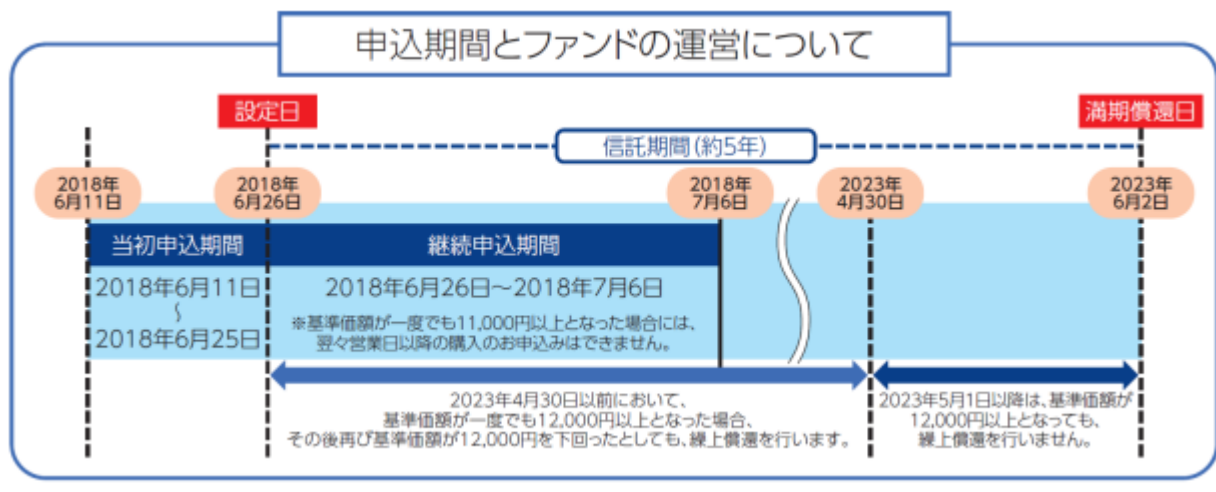 申込期間とファンドの運営について
設定日
満期償還日
信託期間(約5年)
2018年
6月11日
2018年
6月26日
2018年
7月6日
2023年
4月30日
2023年
6月2日
当初申込期間
継続申込期間
2018年6月11日
～
2018年6月25日
2018年6月26日～2018年7月6日
※基準価額が一度でも11,000円以上となった場合には、
翌々営業日以降の購入のお申込みはできません。
2023年4月30日以前において、
基準価額が一度でも12,000円以上となった場合、
その後再び基準価額が12,000円を下回ったとしても、繰上償還を行います。
2023年5月1日以降は、基準価額が
12,000円以上となっても、
繰上償還を行いません。